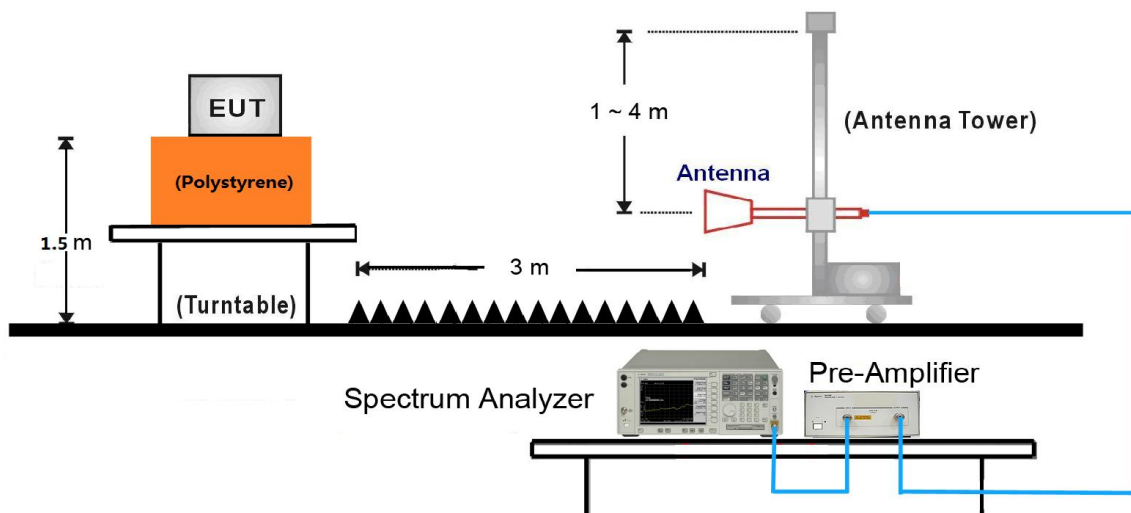 EUT
(Polystyrene)
1.5 m
(Turntable)
3 m
1 ~ 4 m
Antenna
(Antenna Tower)
Spectrum Analyzer
Pre-Amplifier